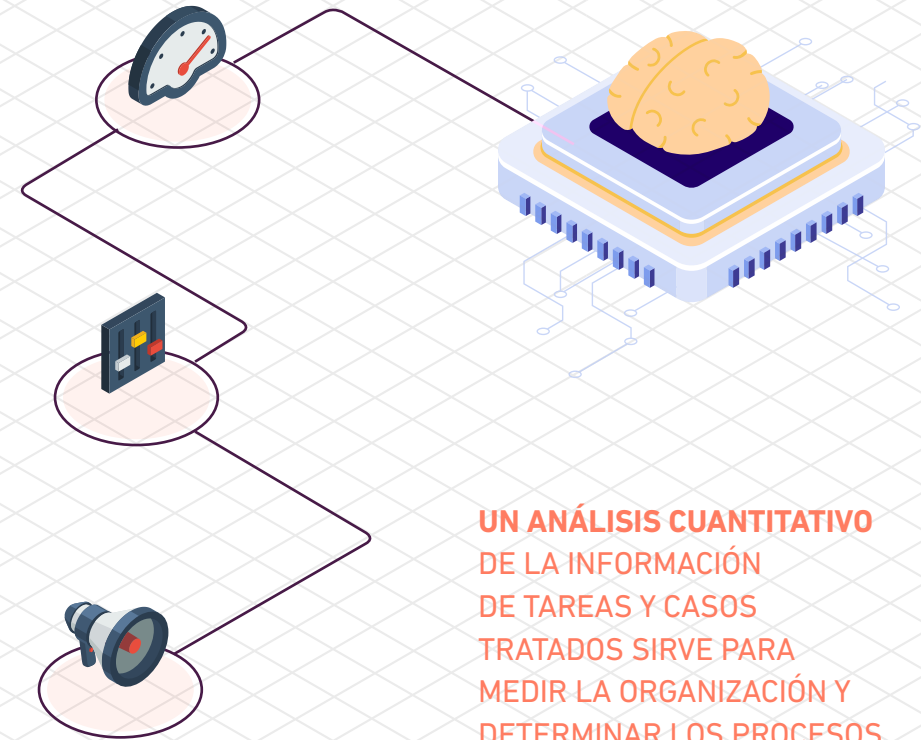 UN ANÁLISIS CUANTITATIVO
DE LA INFORMACIÓN
DE TAREAS Y CASOS
TRATADOS SIRVE PARA
MEDIR LA ORGANIZACIÓN Y
DETERMINAR LOS PROCESOS